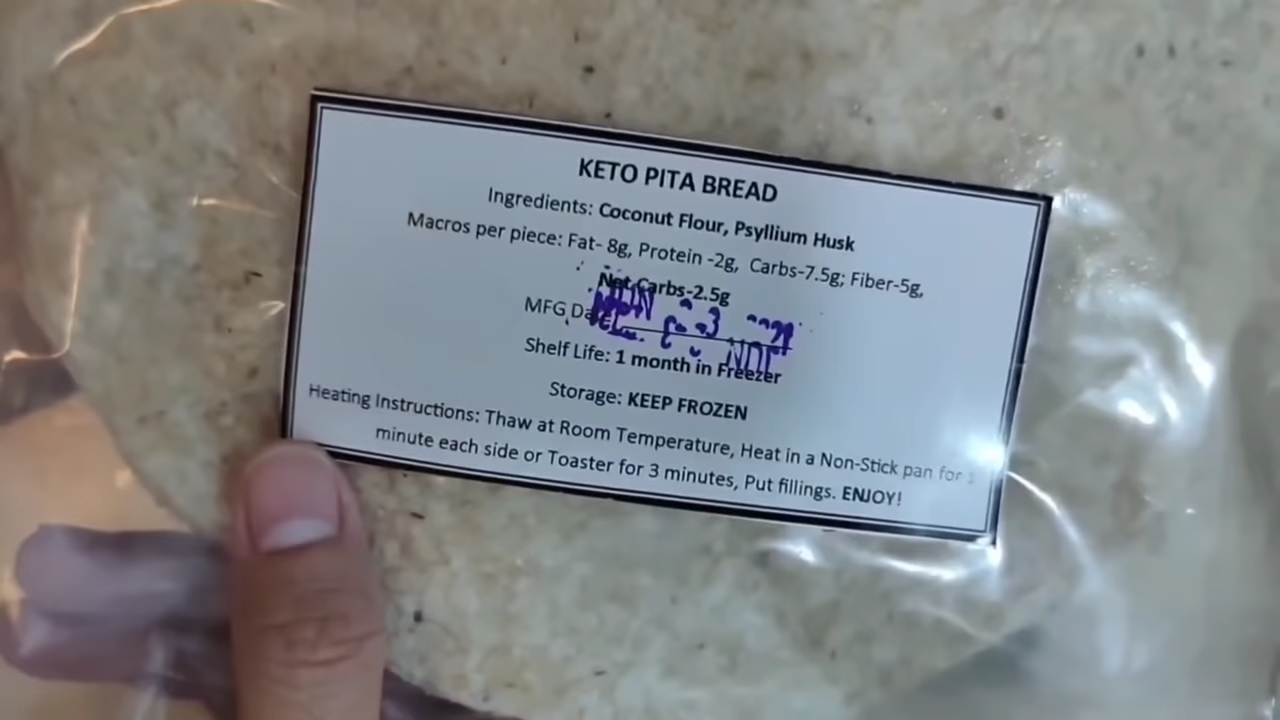 KETO PITA BREAD
Ingredients: Coconut Flour, Psyllium Husk
Macros per piece: Fat- 8g, Protein -2g, Carbs-7.5g; Fiber-5g,
Net Carbs-2.5g
MFG Date:
Shelf Life: 1 month in Freezer
Storage: KEEP FROZEN
Heating Instructions: Thaw at Room Temperature, Heat in a Non-Stick pan for 1
minute each side or Toaster for 3 minutes, Put fillings. ENJOY!